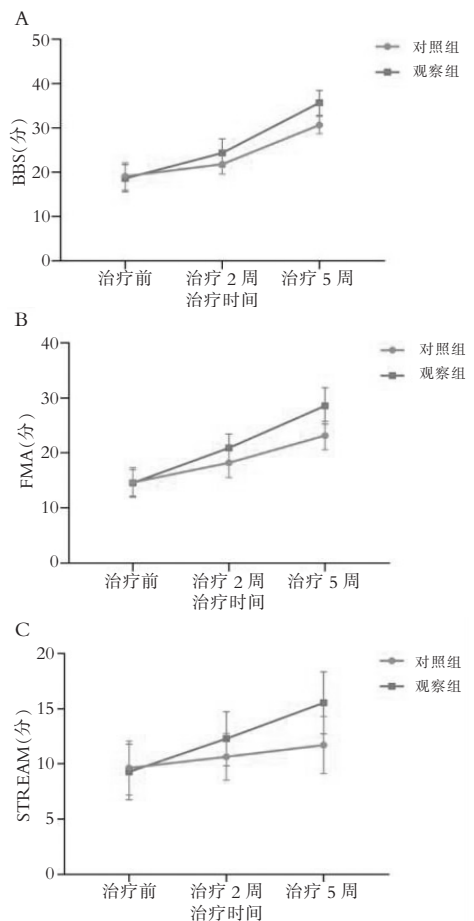 A
50
40
30
20
10
0
BBS(分)
对照组
观察组
治疗前 治疗 2 周 治疗 5 周
治疗时间
B
40
30
20
10
0
FMA(分)
对照组
观察组
治疗前 治疗 2 周 治疗 5 周
治疗时间
C
20
15
10
5
0
STREAM(分)
对照组
观察组
治疗前 治疗 2 周 治疗 5 周
治疗时间